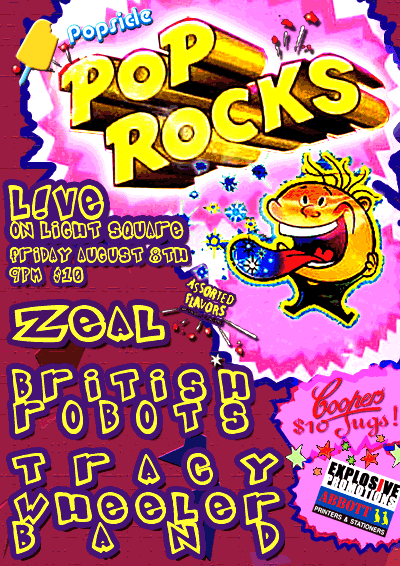 Popsicle
POP
ROCKS
L!VE
ON LIGHT SQUARE
FRIDAY AUGUST 8TH
9PM $10
ASSORTED
FLAVORS
ZEAL
BRITISH
ROBOTS
TRACY
WHEELER
BAND
Coopers
$10 Jugs!
EXPLOSIVE
PROMOTIONS
ABBOTT
PRINTERS & STATIONERS